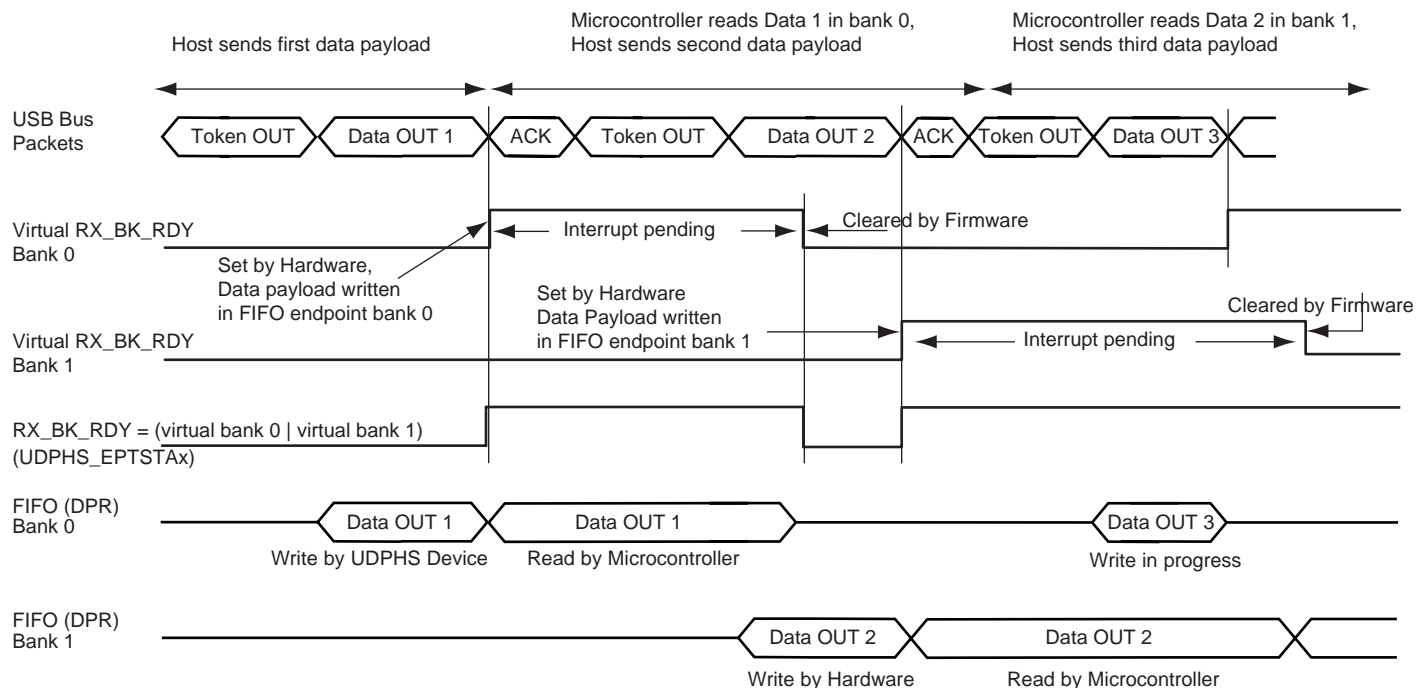 Microcontroller reads Data 1 in bank 0,
Host sends second data payload
Microcontroller reads Data 2 in bank 1,
Host sends third data payload
Host sends first data payload
USB Bus
Packets
Token OUT
Data OUT 1
ACK
Token OUT
Data OUT 2
ACK
Token OUT
Data OUT 3
Virtual RX_BK_RDY
Bank 0
Interrupt pending
Cleared by Firmware
Set by Hardware,
Data payload written
in FIFO endpoint bank 0
Set by Hardware
Data Payload written
in FIFO endpoint bank 1
Cleared by Firmware
Virtual RX_BK_RDY
Bank 1
Interrupt pending
RX_BK_RDY = (virtual bank 0 | virtual bank 1)
(UDPHS_EPTSTAx)
FIFO (DPR)
Bank 0
Data OUT 1
Data OUT 1
Data OUT 3
Write by UDPHS Device
Read by Microcontroller
Write in progress
FIFO (DPR)
Bank 1
Data OUT 2
Data OUT 2
Write by Hardware
Read by Microcontroller